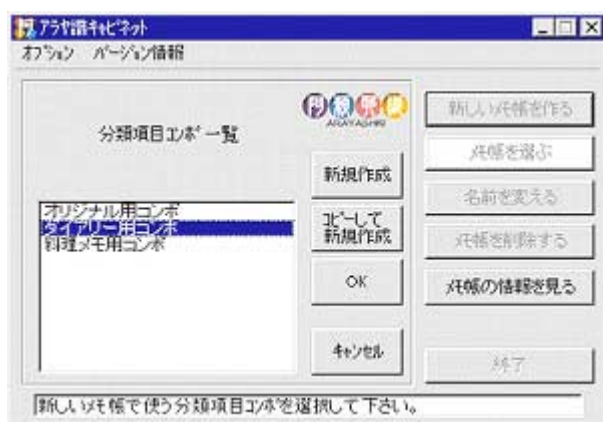 アラヤ識キャビネット
オプション バージョン情報
分類項目コンボ 一覧
阿頼耶識
ARAYASHIKI
オリジナル用コンボ
ダイアリー用コンボ
料理メモ用コンボ
新規作成
コピーして
新規作成
OK
キャンセル
新しいメモ帳を作る
メモ帳を選ぶ
名前を変える
メモ帳を削除する
メモ帳の情報を見る
終了
新しいメモ帳で使う分類項目コンボを選択して下さい。